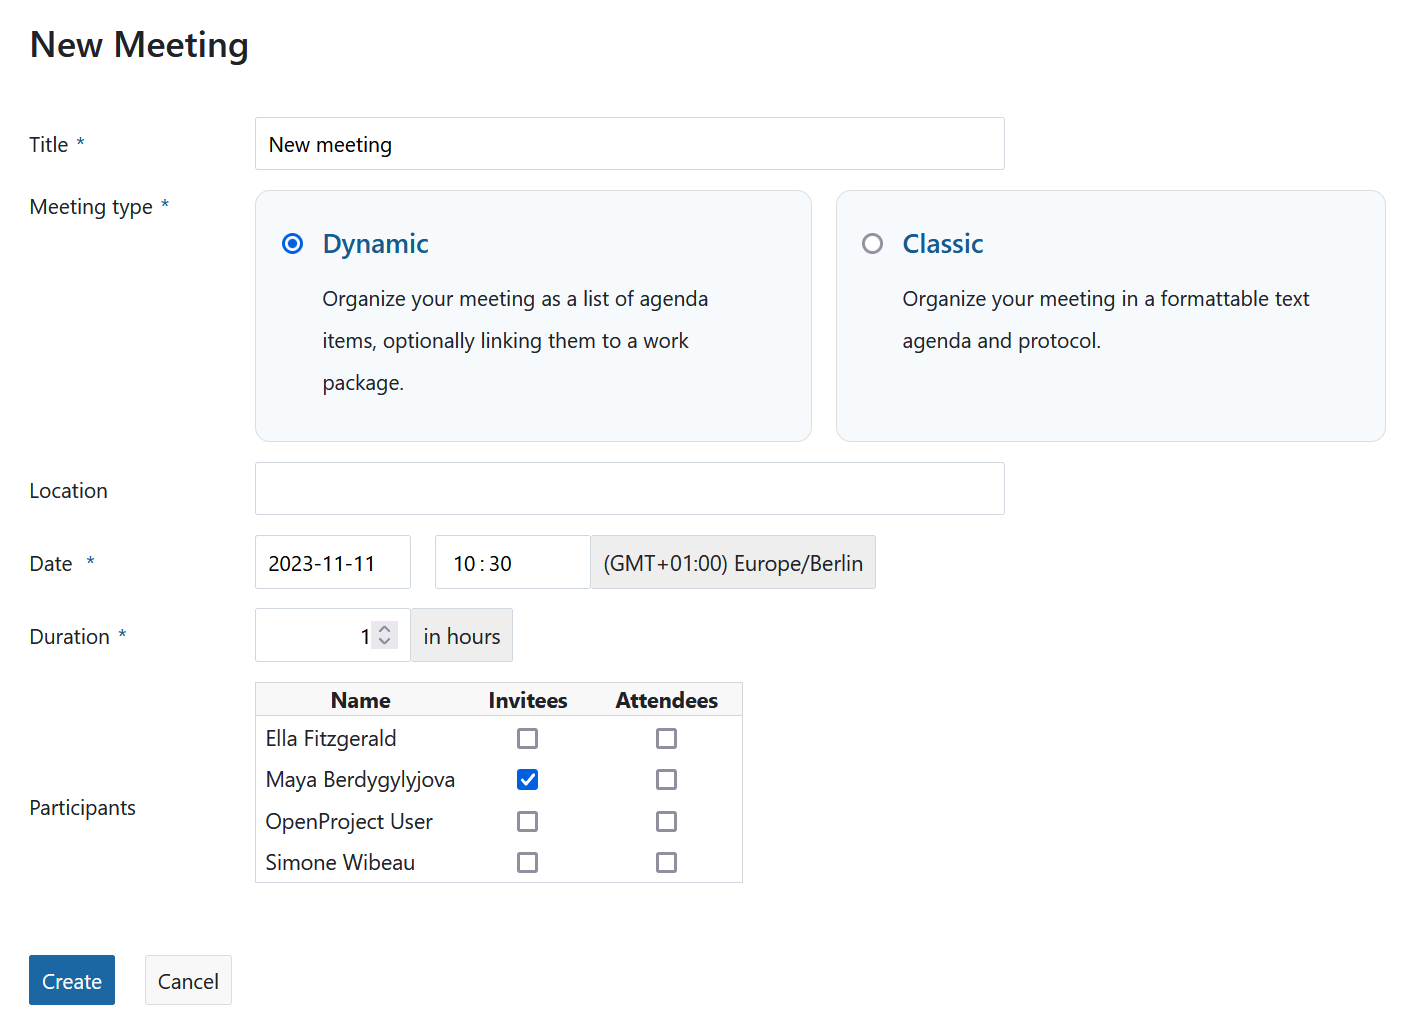 New Meeting
Title *
New meeting
Meeting type *
Dynamic
Organize your meeting as a list of agenda
items, optionally linking them to a work
package.
Classic
Organize your meeting in a formattable text
agenda and protocol.
Location
Date *
2023-11-11
10:30
(GMT+01:00) Europe/Berlin
Duration *
1
in hours
Participants
Name Invitees Attendees
Ella Fitzgerald
Maya Berdygylyjova
OpenProject User
Simone Wibeau
Create
Cancel